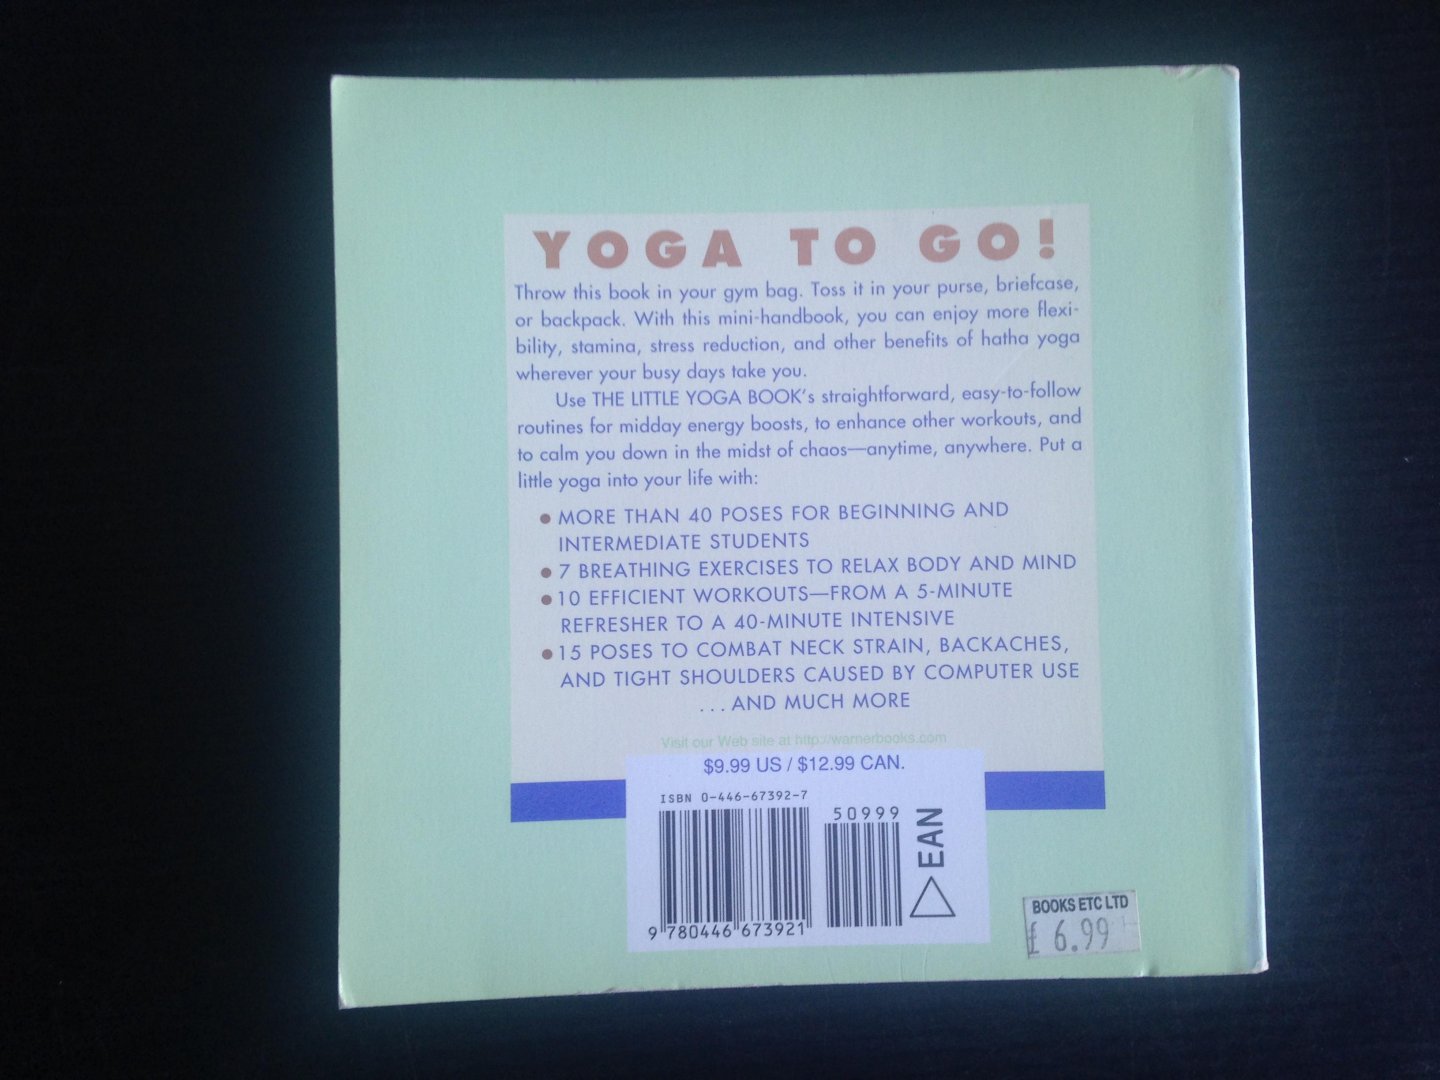 YOGA TO GO!
Throw this book in your gym bag. Toss it in your purse, briefcase,
or backpack. With this mini-handbook, you can enjoy more flexi-
bility, stamina, stress reduction, and other benefits of hatha yoga
wherever your busy days take you.
Use THE LITTLE YOGA BOOK's straightforward, easy-to-follow
routines for midday energy boosts, to enhance other workouts, and
to calm you down in the midst of chaos—anytime, anywhere. Put a
little yoga into your life with:
● MORE THAN 40 POSES FOR BEGINNING AND
INTERMEDIATE STUDENTS
● 7 BREATHING EXERCISES TO RELAX BODY AND MIND
● 10 EFFICIENT WORKOUTS—FROM A 5-MINUTE
REFRESHER TO A 40-MINUTE INTENSIVE
● 15 POSES TO COMBAT NECK STRAIN, BACKACHES,
AND TIGHT SHOULDERS CAUSED BY COMPUTER USE
. . . AND MUCH MORE
Visit our Web site at http://warnerbooks.com
$9.99 US / $12.99 CAN.
ISBN 0-446-67392-7
50999
EAN
9 780446 673921
BOOKS ETC LTD
£ 6.99